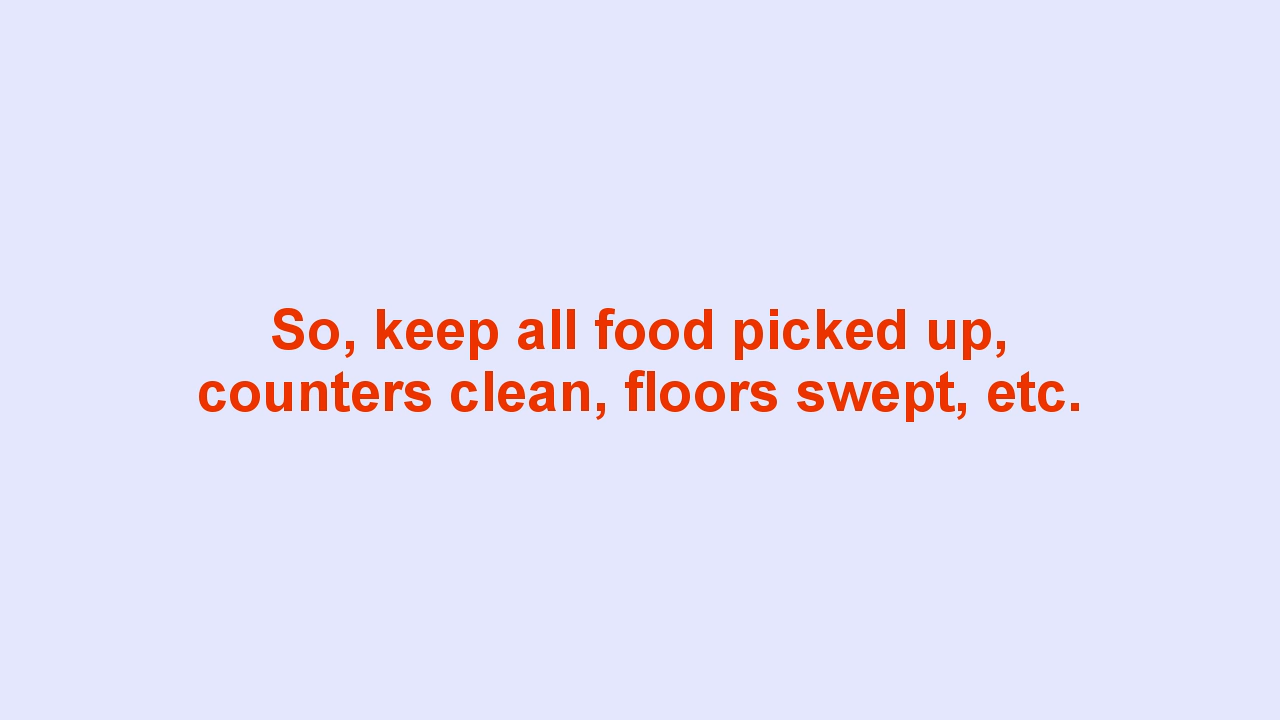 So, keep all food picked up,
counters clean, floors swept, etc.